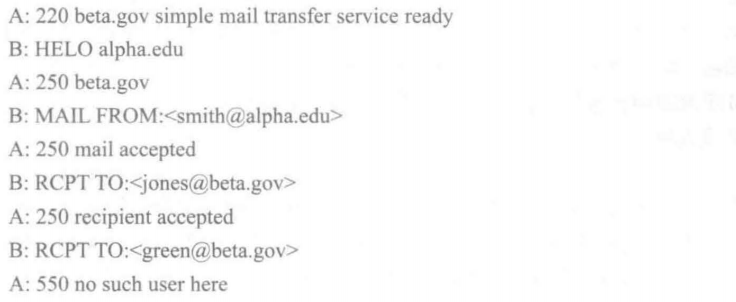 A: 220 beta.gov simple mail transfer service ready
B: HELO alpha.edu
A: 250 beta.gov
B: MAIL FROM:<smith@alpha.edu>
A: 250 mail accepted
B: RCPT TO:<jones@beta.gov>
A: 250 recipient accepted
B: RCPT TO:<green@beta.gov>
A: 550 no such user here